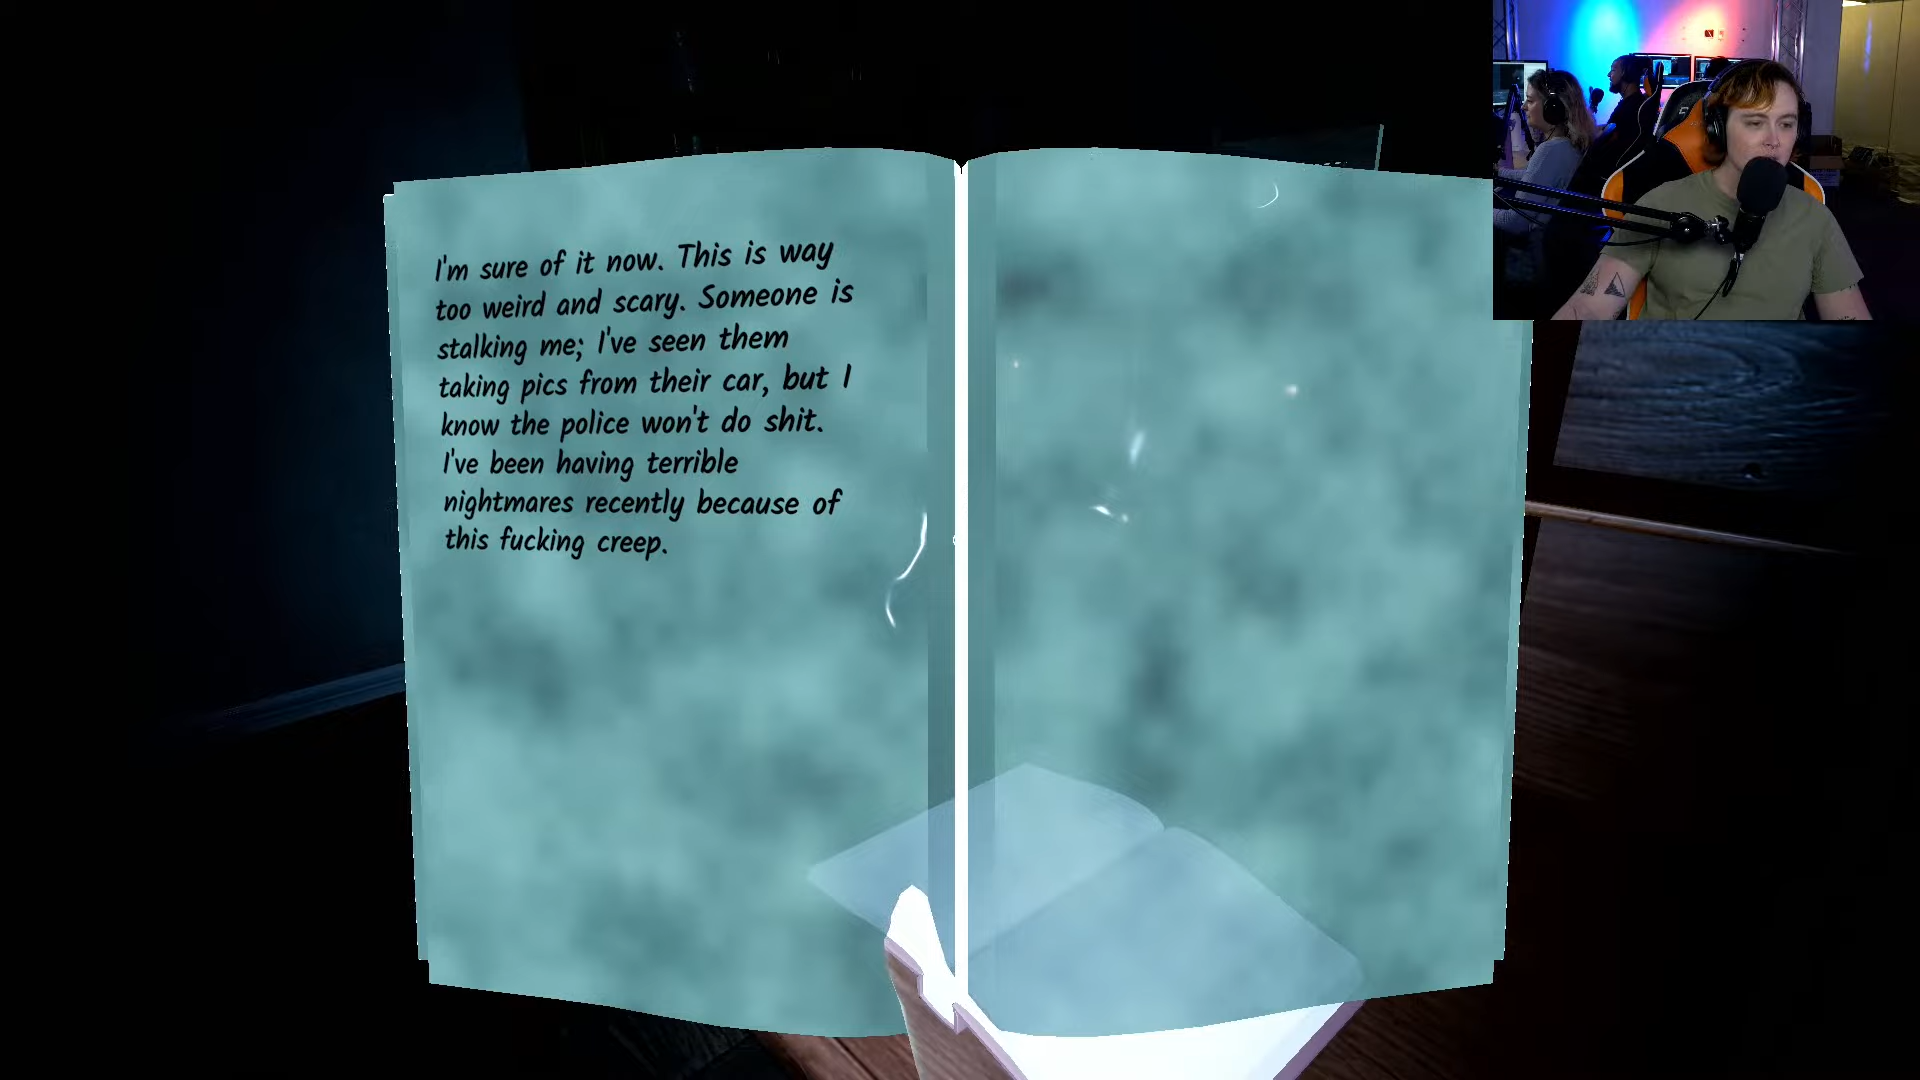 I'm sure of it now. This is way
too weird and scary. Someone is
stalking me; I've seen them
taking pics from their car, but I
know the police won't do shit.
I've been having terrible
nightmares recently because of
this fucking creep.